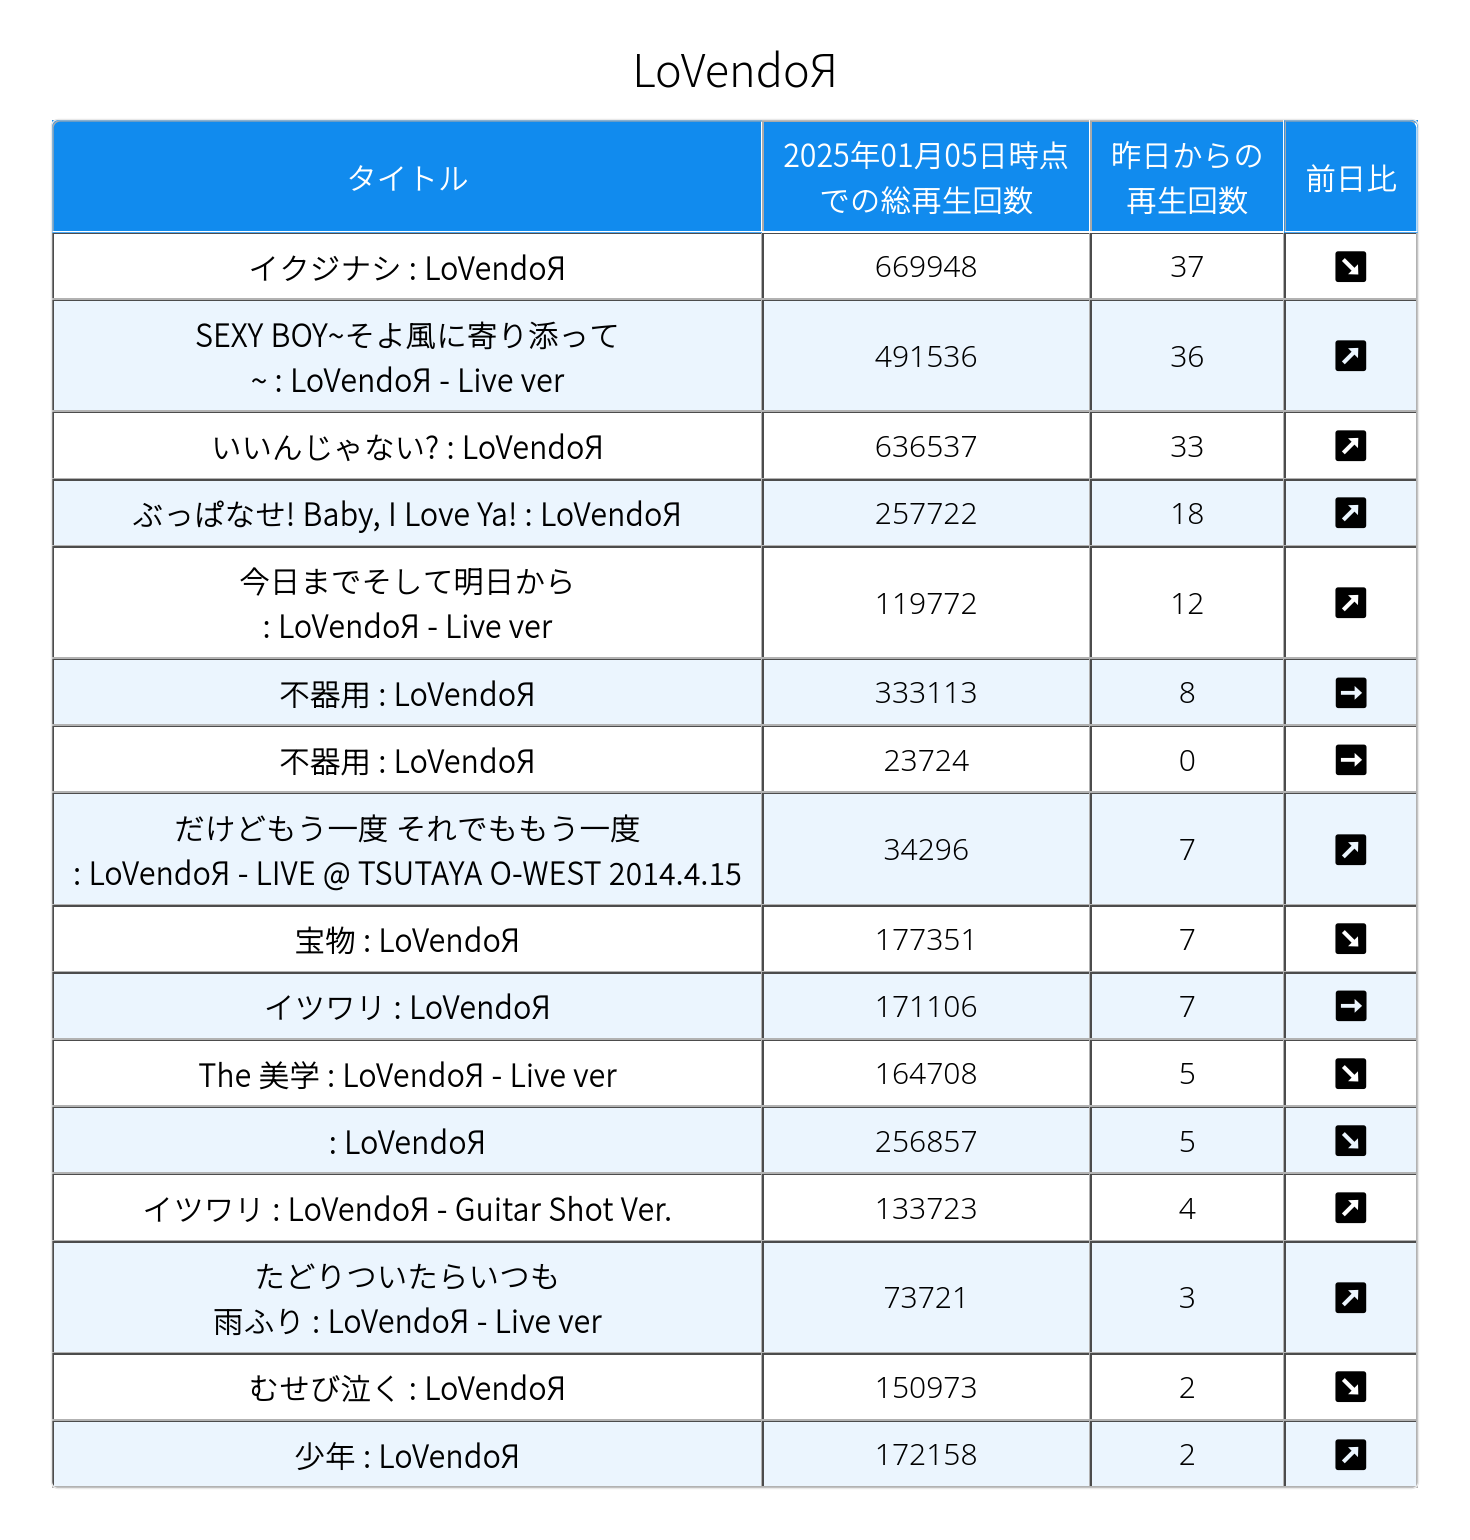 LoVendoЯ
タイトル
2025年01月05日時点
での総再生回数
昨日からの
再生回数
前日比
イクジナシ : LoVendoЯ
669948
37
SEXY BOY~そよ風に寄り添って
~ : LoVendoЯ - Live ver
491536
36
いいんじゃない? : LoVendoЯ
636537
33
ぶっぱなせ! Baby, I Love Ya! : LoVendoЯ
257722
18
今日までそして明日から
: LoVendoЯ - Live ver
119772
12
不器用 : LoVendoЯ
333113
8
不器用 : LoVendoЯ
23724
0
だけどもう一度 それでももう一度
: LoVendoЯ - LIVE @ TSUTAYA O-WEST 2014.4.15
34296
7
宝物 : LoVendoЯ
177351
7
イツワリ : LoVendoЯ
171106
7
The 美学 : LoVendoЯ - Live ver
164708
5
: LoVendoЯ
256857
5
イツワリ : LoVendoЯ - Guitar Shot Ver.
133723
4
たどりついたらいつも
雨ふり : LoVendoЯ - Live ver
73721
3
むせび泣く : LoVendoЯ
150973
2
少年 : LoVendoЯ
172158
2